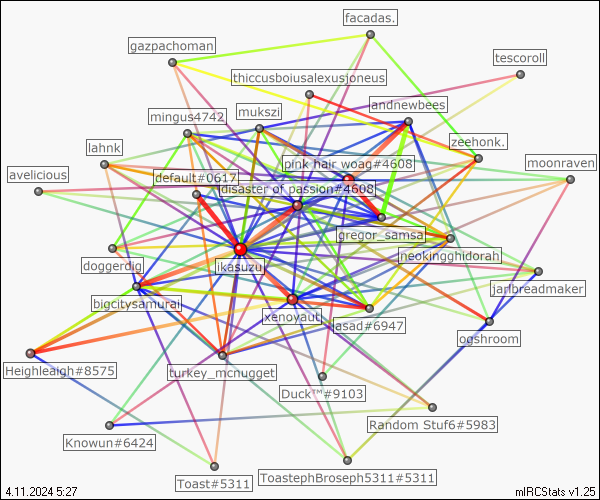 facadas.
gazpachoman
tescoroll
thiccusboiusalexusjoneus
andnewbees
mukszi
mingus4742
zeehonk.
lahnk
pink hair woag#4608
moonraven
default#0617
avelicious
disaster of passion#4608
gregor_samsa
neokingghidorah
doggerdig
ikasuzu
jarlbreadmaker
bigcitysamurai
xenoyaut
asad#6947
ogshroom
Heighleaigh#8575
turkey_mcnugget
Duck™#9103
Random Stuf6#5983
Knowun#6424
Toast#5311
ToastephBroseph5311#5311
4.11.2024 5:27
mIRCStats v1.25